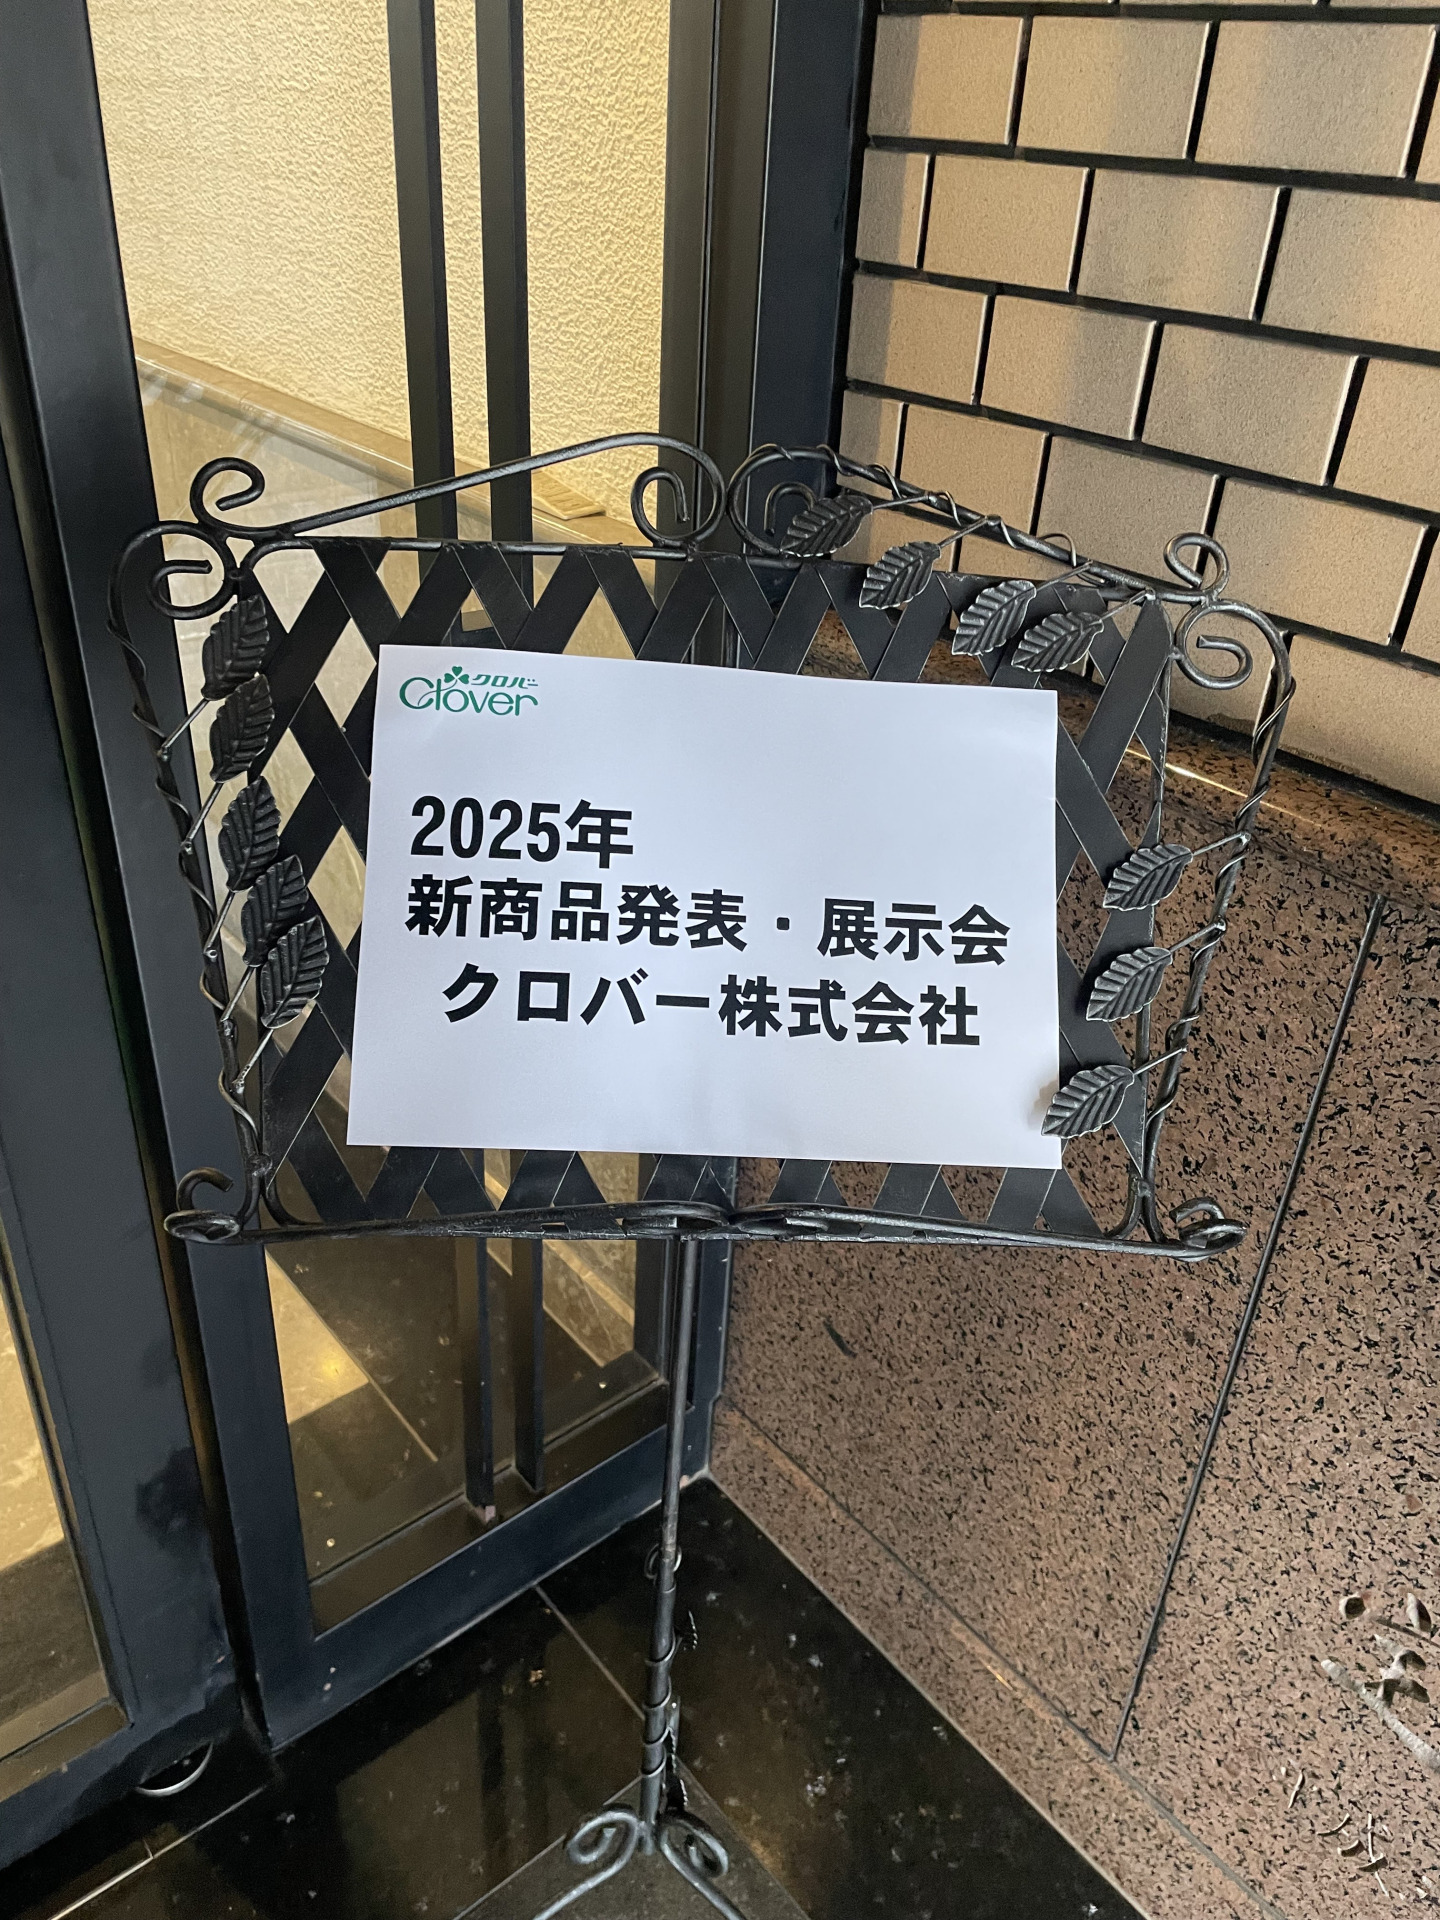 クロバー
Clover
2025年
新商品発表・展示会
クロバー株式会社